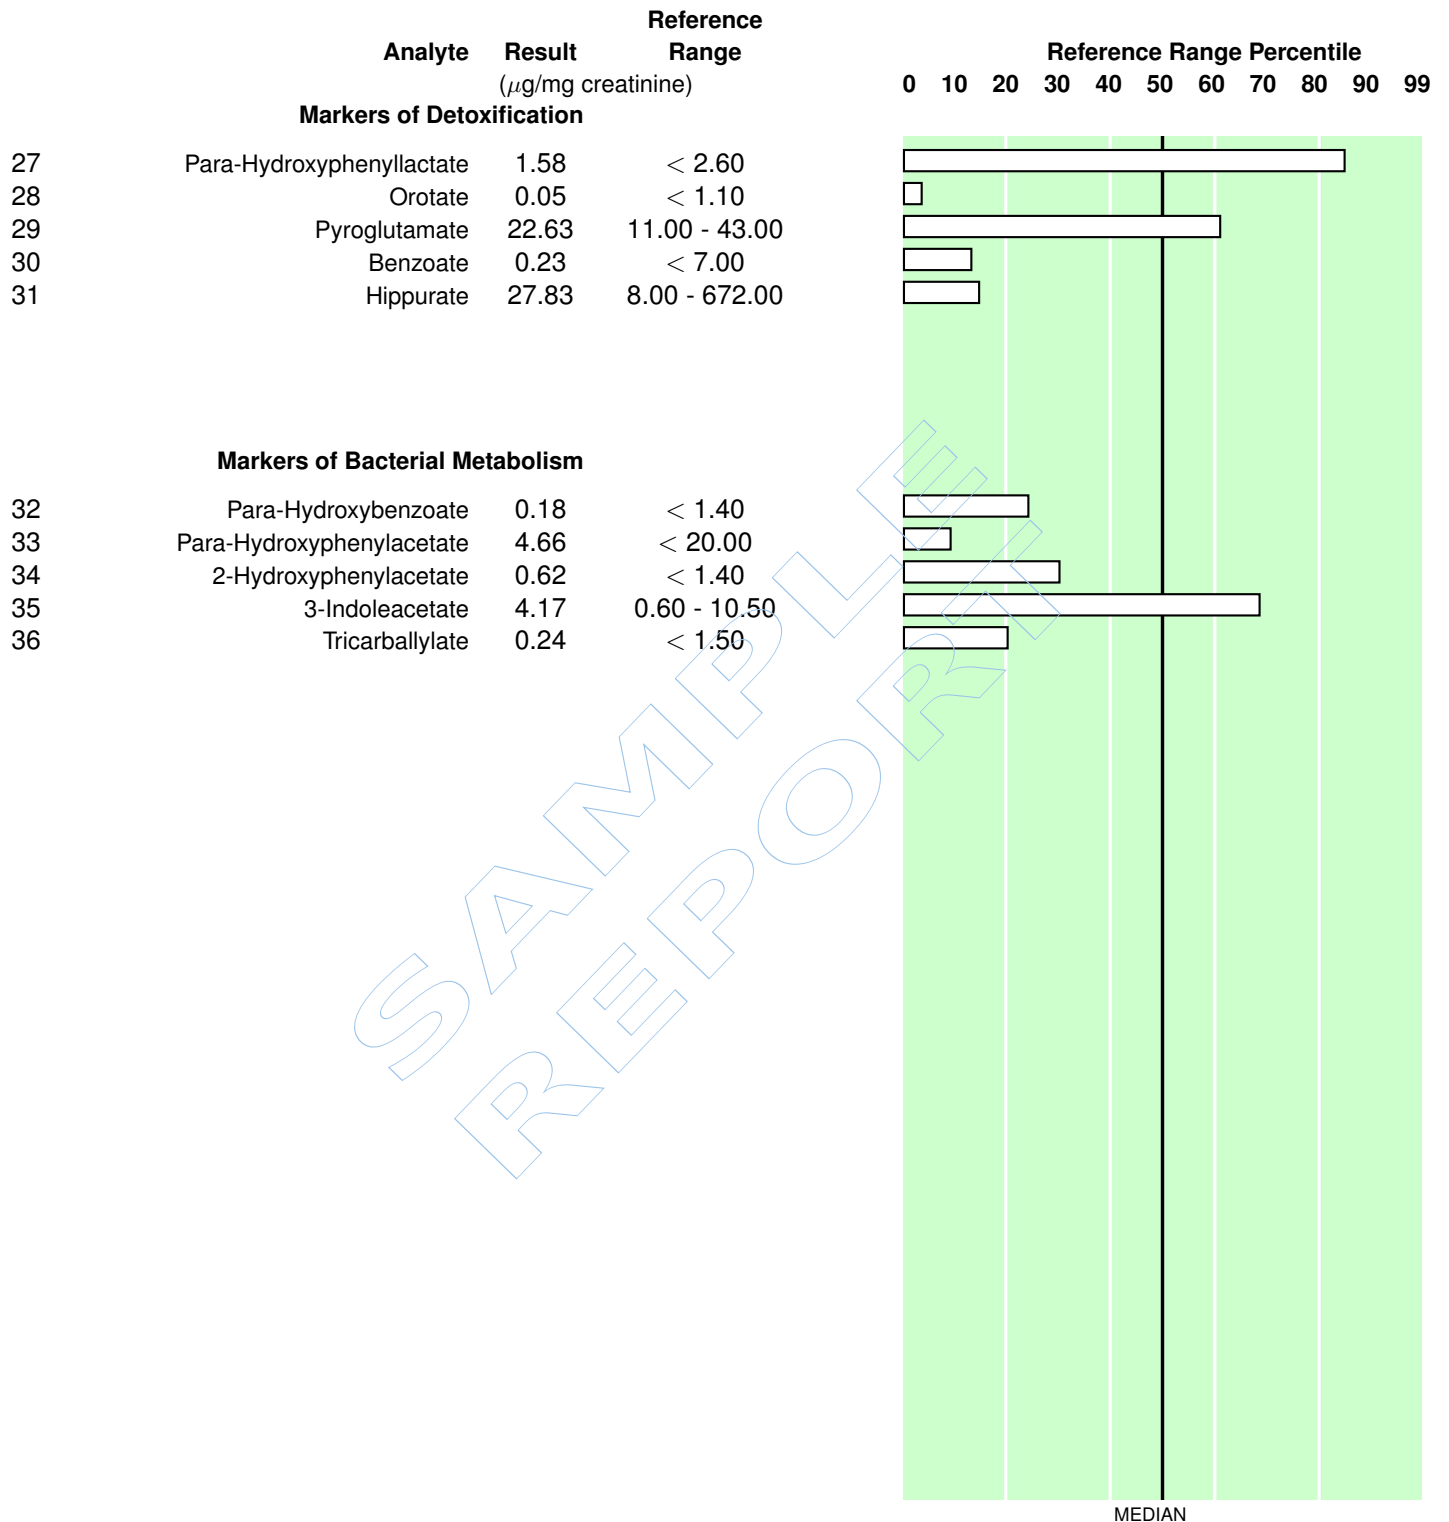 Reference
Analyte Result Range Reference Range Percentile
(μg/mg creatinine) 0 10 20 30 40 50 60 70 80 90 99
Markers of Detoxification
27 Para-Hydroxyphenyllactate 1.58 < 2.60
28 Orotate 0.05 < 1.10
29 Pyroglutamate 22.63 11.00 - 43.00
30 Benzoate 0.23 < 7.00
31 Hippurate 27.83 8.00 - 672.00
Markers of Bacterial Metabolism
32 Para-Hydroxybenzoate 0.18 < 1.40
33 Para-Hydroxyphenylacetate 4.66 < 20.00
34 2-Hydroxyphenylacetate 0.62 < 1.40
35 3-Indoleacetate 4.17 0.60 - 10.50
36 Tricarballylate 0.24 < 1.50
SAMPLE
REPORT
MEDIAN